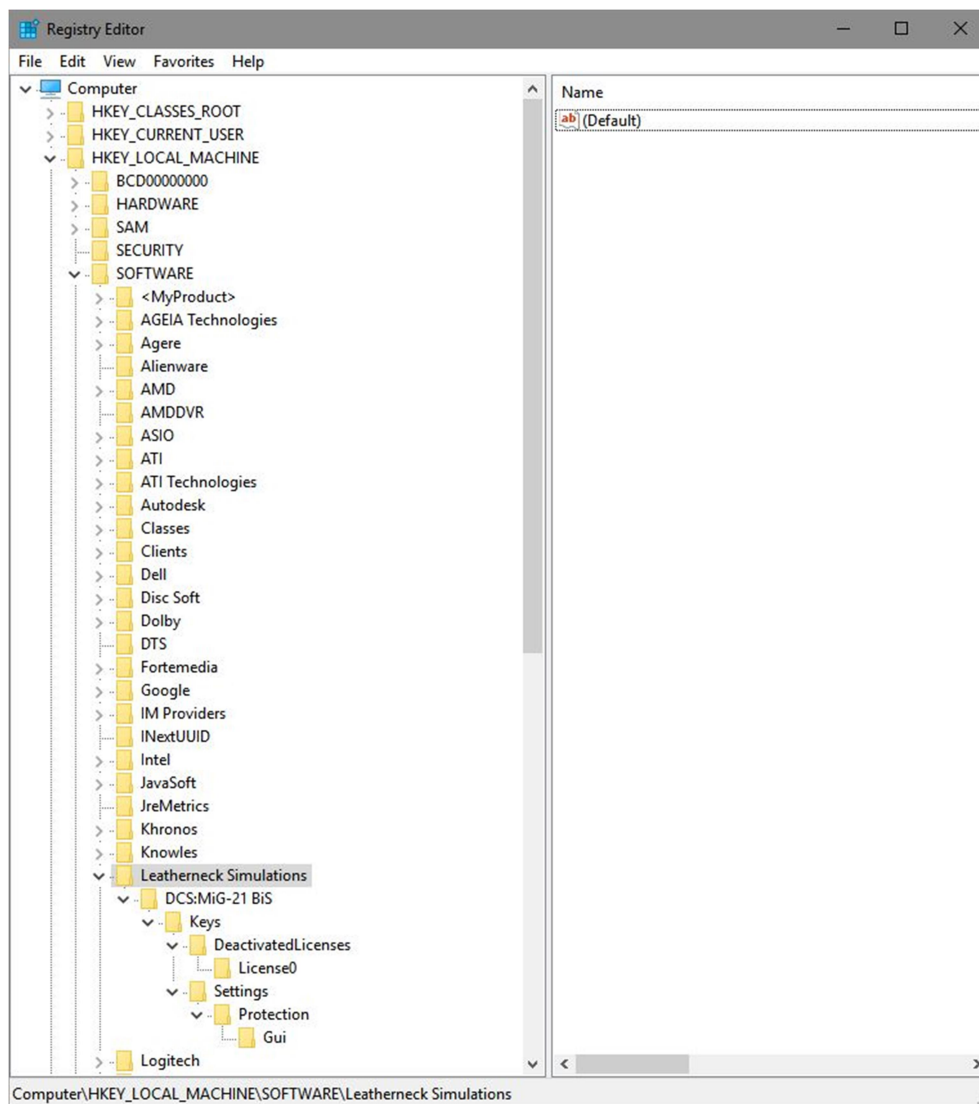 Registry Editor
File Edit View Favorites Help
Computer
HKEY_CLASSES_ROOT
HKEY_CURRENT_USER
HKEY_LOCAL_MACHINE
BCD00000000
HARDWARE
SAM
SECURITY
SOFTWARE
<MyProduct>
AGEIA Technologies
Agere
Alienware
AMD
AMDDVR
ASIO
ATI
ATI Technologies
Autodesk
Classes
Clients
Dell
Disc Soft
Dolby
DTS
Fortemedia
Google
IM Providers
INextUUID
Intel
JavaSoft
JreMetrics
Khronos
Knowles
Leatherneck Simulations
DCS:MiG-21 BiS
Keys
DeactivatedLicenses
License0
Settings
Protection
Gui
Logitech
Name
ab (Default)
Computer\HKEY_LOCAL_MACHINE\SOFTWARE\Leatherneck Simulations